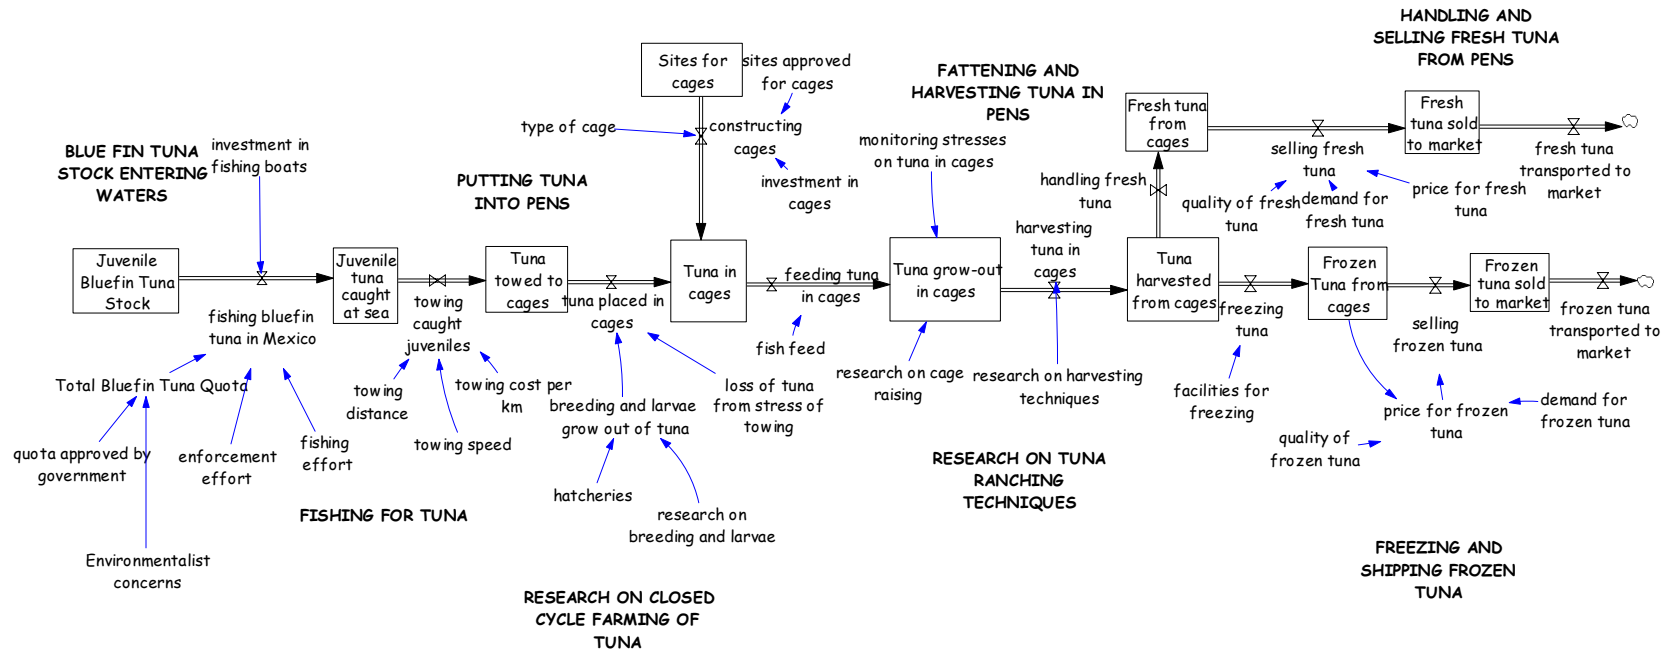 HANDLING AND
SELLING FRESH TUNA
FROM PENS
Sites for
cages
sites approved
for cages
FATTENING AND
HARVESTING TUNA IN
PENS
Fresh tuna
from
cages
Fresh
tuna sold
to market
type of cage
constructing
cages
monitoring stresses
on tuna in cages
selling fresh
tuna
fresh tuna
transported to
market
BLUE FIN TUNA
STOCK ENTERING
WATERS
investment in
fishing boats
PUTTING TUNA
INTO PENS
investment in
cages
handling fresh
tuna
quality of fresh
tuna
demand for
fresh tuna
price for fresh
tuna
harvesting
tuna in
cages
Juvenile
Bluefin Tuna
Stock
Juvenile
tuna
caught
at sea
Tuna
towed to
cages
Tuna in
cages
feeding tuna
in cages
Tuna grow-out
in cages
Tuna
harvested
from cages
Frozen
Tuna from
cages
Frozen
tuna sold
to market
fishing bluefin
tuna in Mexico
towing
caught
juveniles
tuna placed in
cages
fish feed
freezing
tuna
selling
frozen tuna
frozen tuna
transported to
market
Total Bluefin Tuna Quota
towing
distance
towing cost per
km
breeding and larvae
grow out of tuna
loss of tuna
from stress of
towing
research on cage
raising
research on harvesting
techniques
facilities for
freezing
price for frozen
tuna
demand for
frozen tuna
quota approved by
government
enforcement
effort
fishing
effort
towing speed
quality of
frozen tuna
hatcheries
research on
breeding and larvae
RESEARCH ON TUNA
RANCHING
TECHNIQUES
FISHING FOR TUNA
Environmentalist
concerns
FREEZING AND
SHIPPING FROZEN
TUNA
RESEARCH ON CLOSED
CYCLE FARMING OF
TUNA